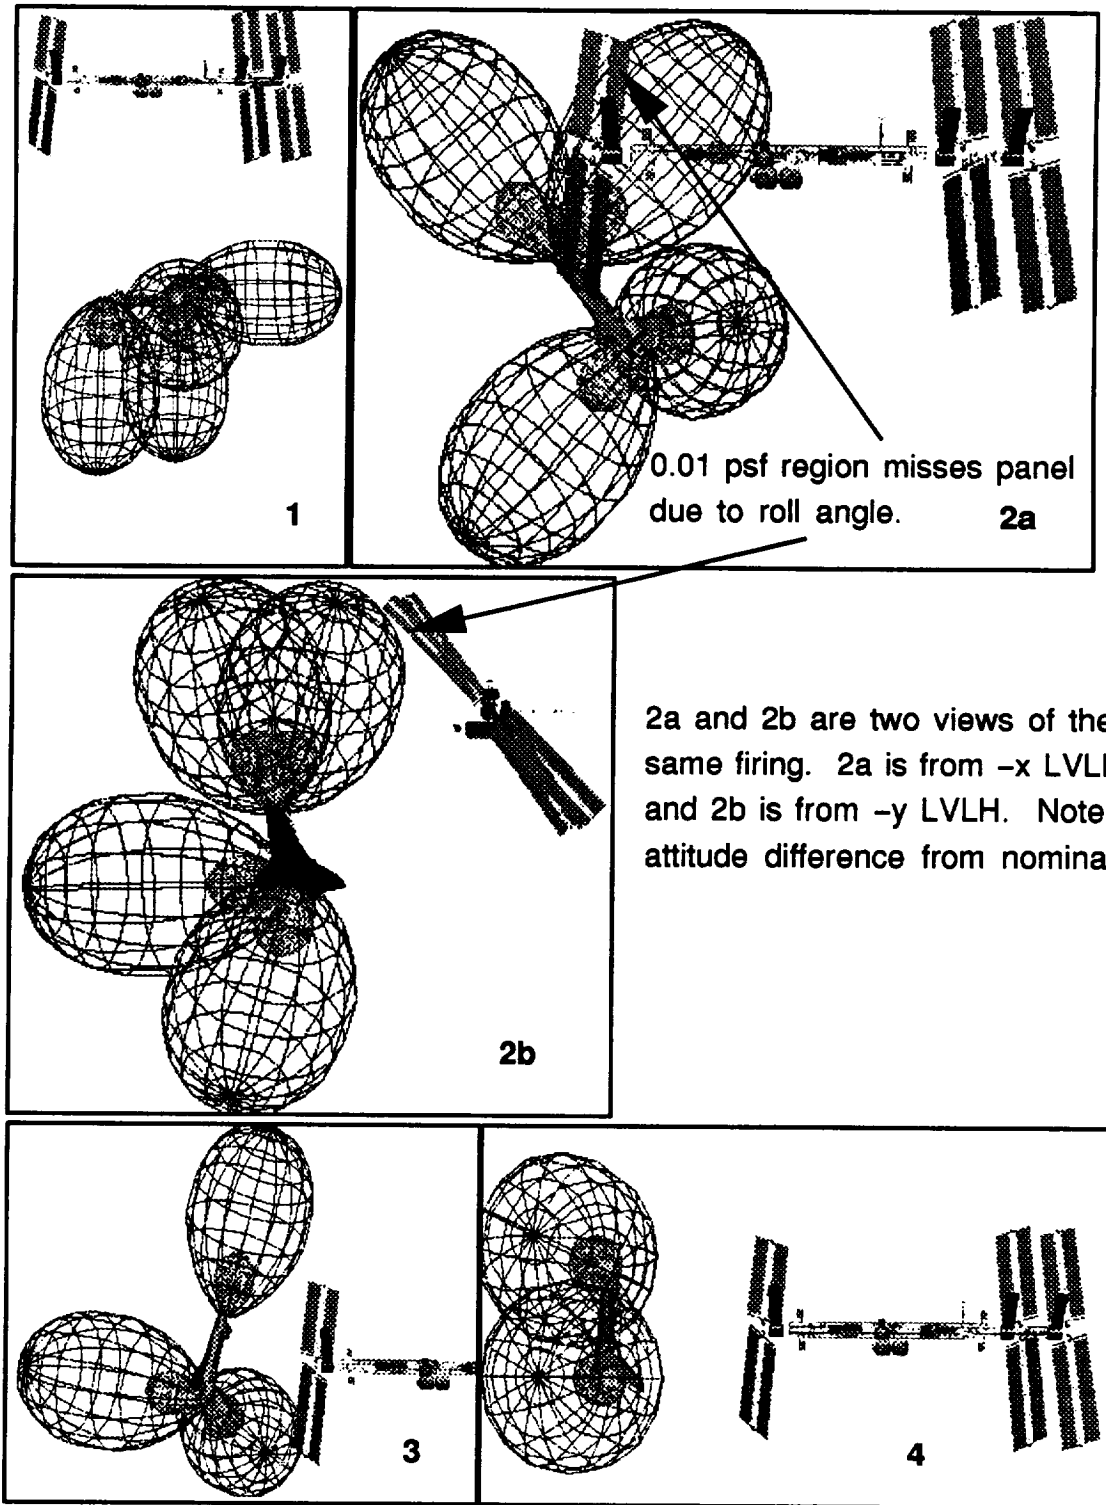 1
0.01 psf region misses panel
due to roll angle.
2a
2b
2a and 2b are two views of the
same firing. 2a is from –x
and 2b is from –y LVLH. Note
attitude difference from
3
4